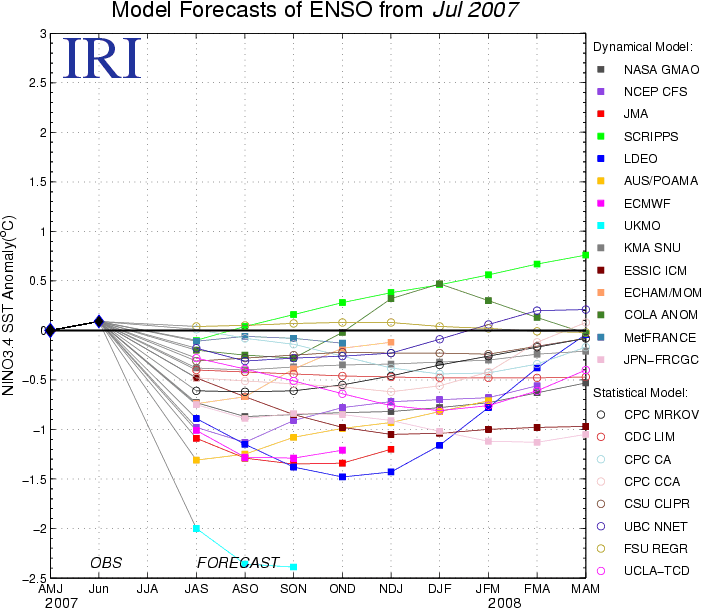 Model Forecasts of ENSO from Jul 2007
IRI
NINO3.4 SST Anomaly(°C)
3
2.5
2
1.5
1
0.5
0
−0.5
−1
−1.5
−2
−2.5
OBS
FORECAST
AMJ Jun JJA JAS ASO SON OND NDJ DJF JFM FMA MAM
2007 2008
Dynamical Model:
NASA GMAO
NCEP CFS
JMA
SCRIPPS
LDEO
AUS/POAMA
ECMWF
UKMO
KMA SNU
ESSIC ICM
ECHAM/MOM
COLA ANOM
MetFRANCE
JPN−FRCGC
Statistical Model:
CPC MRKOV
CDC LIM
CPC CA
CPC CCA
CSU CLIPR
UBC NNET
FSU REGR
UCLA−TCD